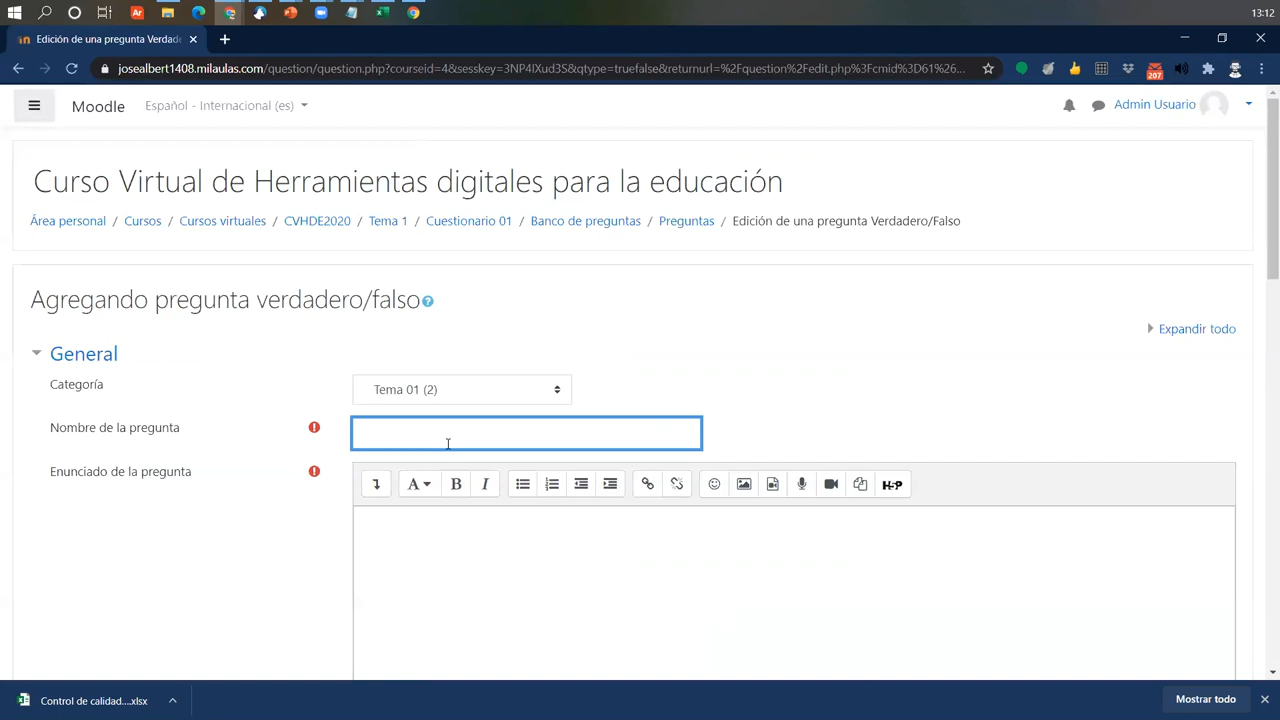 13:12
Edición de una pregunta Verdade
josealbert1408.milaulas.com/question/question.php?courseid=4&sesskey=3NP4IXud3S&qtype=truefalse&returnurl=%2Fquestion%2Fedit.php%3Fcmid%3D61%26...
207
Moodle
Español - Internacional (es)
Admin Usuario
Curso Virtual de Herramientas digitales para la educación
Área personal / Cursos / Cursos virtuales / CVHDE2020 / Tema 1 / Cuestionario 01 / Banco de preguntas / Preguntas / Edición de una pregunta Verdadero/Falso
Agregando pregunta verdadero/falso
Expandir todo
General
Categoría
Tema 01 (2)
Nombre de la pregunta
Enunciado de la pregunta
A B I H5P
Control de calidad....xlsx
Mostrar todo